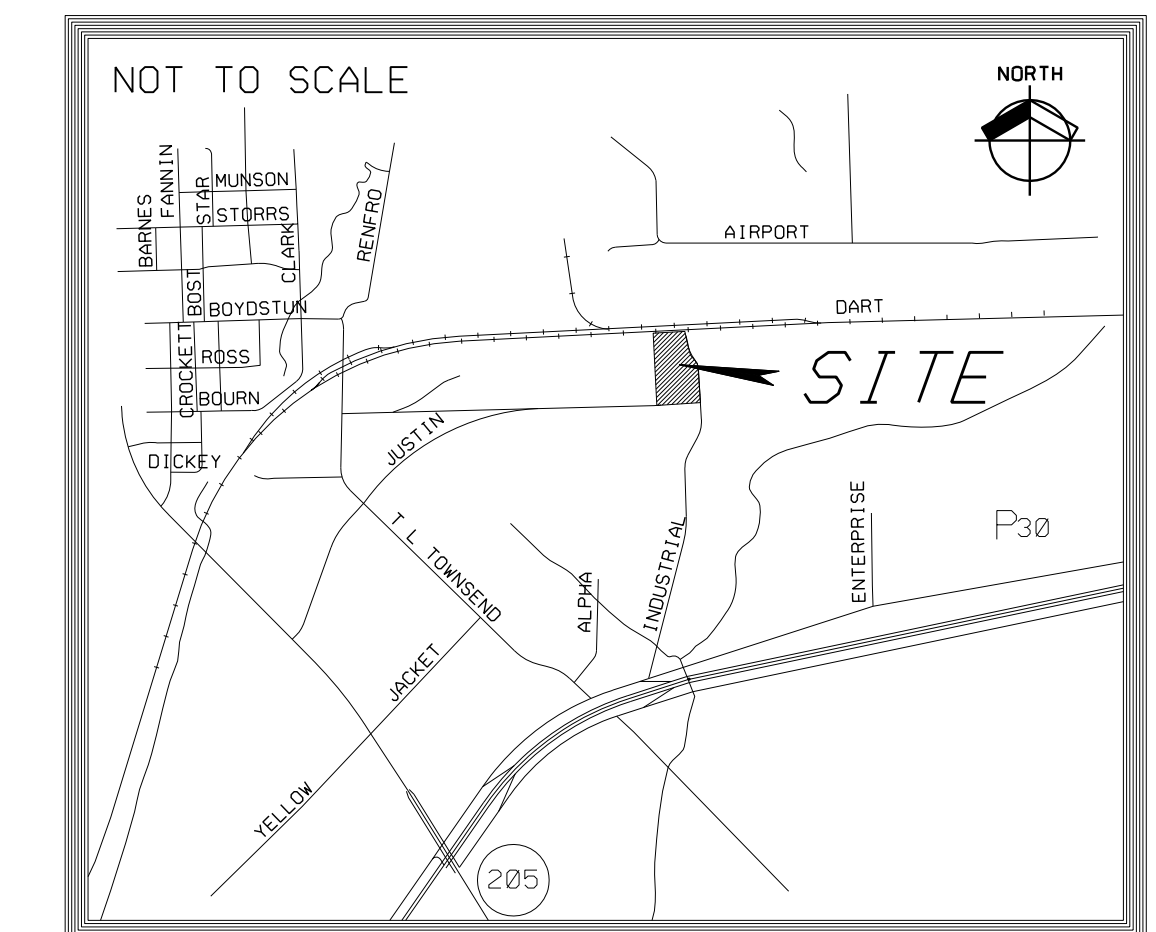 NOT TO SCALE
NORTH
FANNIN
MUNSON
STAR
STORRS
BARNES
RENFRO
CLARK
AIRPORT
BOST
BOYDSTUN
DART
CROCKETT
ROSS
SITE
BOURN
JUSTIN
DICKEY
ENTERPRISE
P30
T L TOWNSEND
INDUSTRIAL
ALPHA
JACKET
YELLOW
205